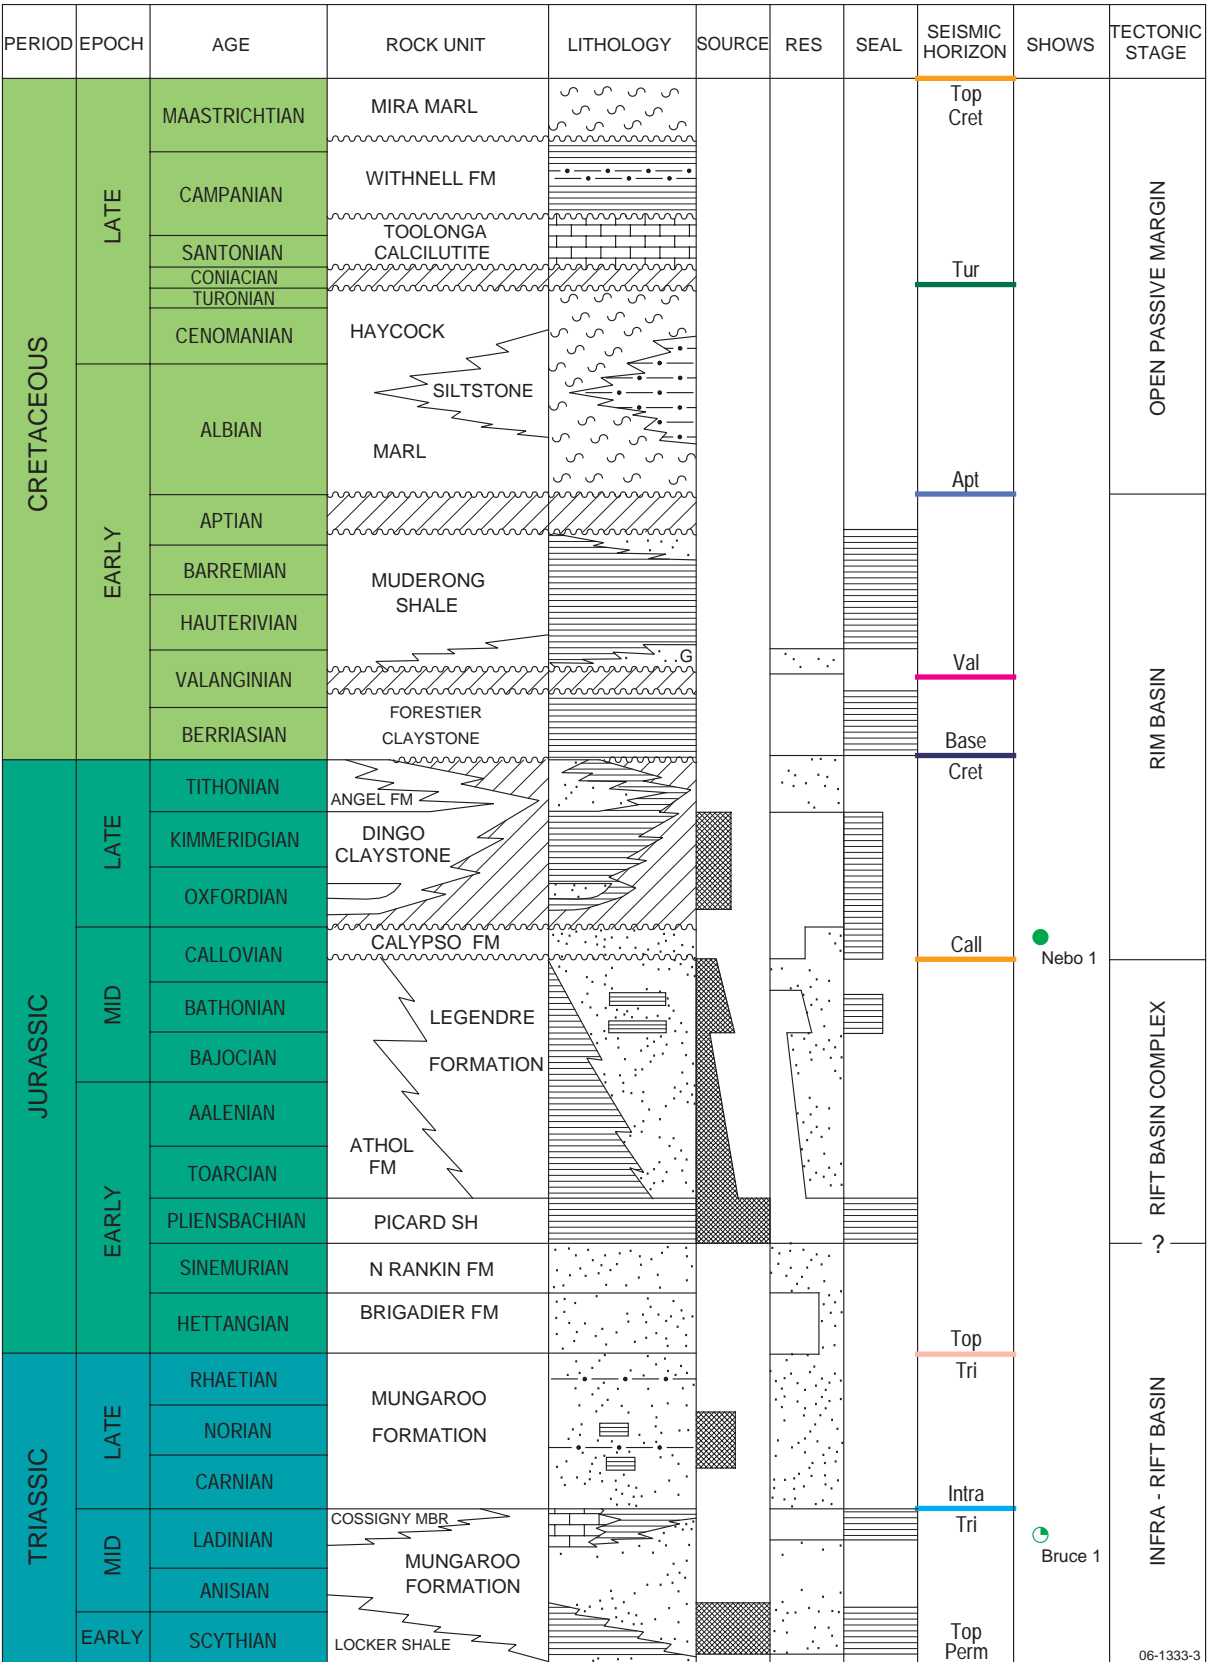 PERIOD EPOCH AGE ROCK UNIT LITHOLOGY SOURCE RES SEAL SEISMIC HORIZON SHOWS TECTONIC STAGE
CRETACEOUS
LATE
EARLY
MAASTRICHTIAN
CAMPANIAN
SANTONIAN
CONIACIAN
TURONIAN
CENOMANIAN
ALBIAN
APTIAN
BARREMIAN
HAUTERIVIAN
VALANGINIAN
BERRIASIAN
JURASSIC
LATE
MID
EARLY
TITHONIAN
KIMMERIDGIAN
OXFORDIAN
CALLOVIAN
BATHONIAN
BAJOCIAN
AALENIAN
TOARCIAN
PLIENSBACHIAN
SINEMURIAN
HETTANGIAN
TRIASSIC
LATE
MID
EARLY
RHAETIAN
NORIAN
CARNIAN
LADINIAN
ANISIAN
SCYTHIAN
MIRA MARL
WITHNELL FM
TOOLONGA
CALCILUTITE
HAYCOCK
SILTSTONE
MARL
MUDERONG
SHALE
FORESTIER
CLAYSTONE
ANGEL FM
DINGO
CLAYSTONE
CALYPSO FM
LEGENDRE
FORMATION
ATHOL
FM
PICARD SH
N RANKIN FM
BRIGADIER FM
MUNGAROO
FORMATION
COSSIGNY MBR
MUNGAROO
FORMATION
LOCKER SHALE
G
Top
Cret
Tur
Apt
Val
Base
Cret
Call
Top
Tri
Intra
Tri
Top
Perm
Nebo 1
Bruce 1
OPEN PASSIVE MARGIN
RIM BASIN
RIFT BASIN COMPLEX
?
INFRA - RIFT BASIN
06-1333-3